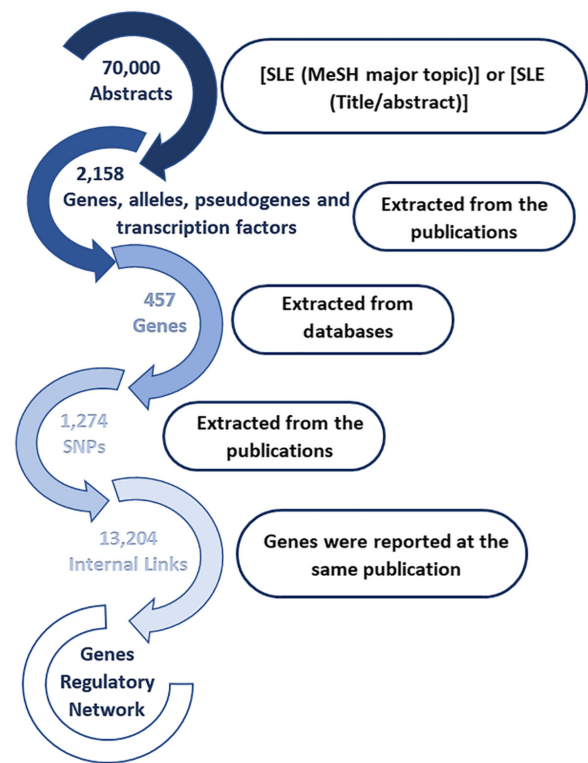 70,000
Abstracts
[SLE (MeSH major topic)] or [SLE
(Title/abstract)]
2,158
Genes, alleles, pseudogenes and
transcription factors
Extracted from the
publications
457
Genes
Extracted from
databases
1,274
SNPs
Extracted from the
publications
13,204
Internal Links
Genes were reported at the
same publication
Genes
Regulatory
Network